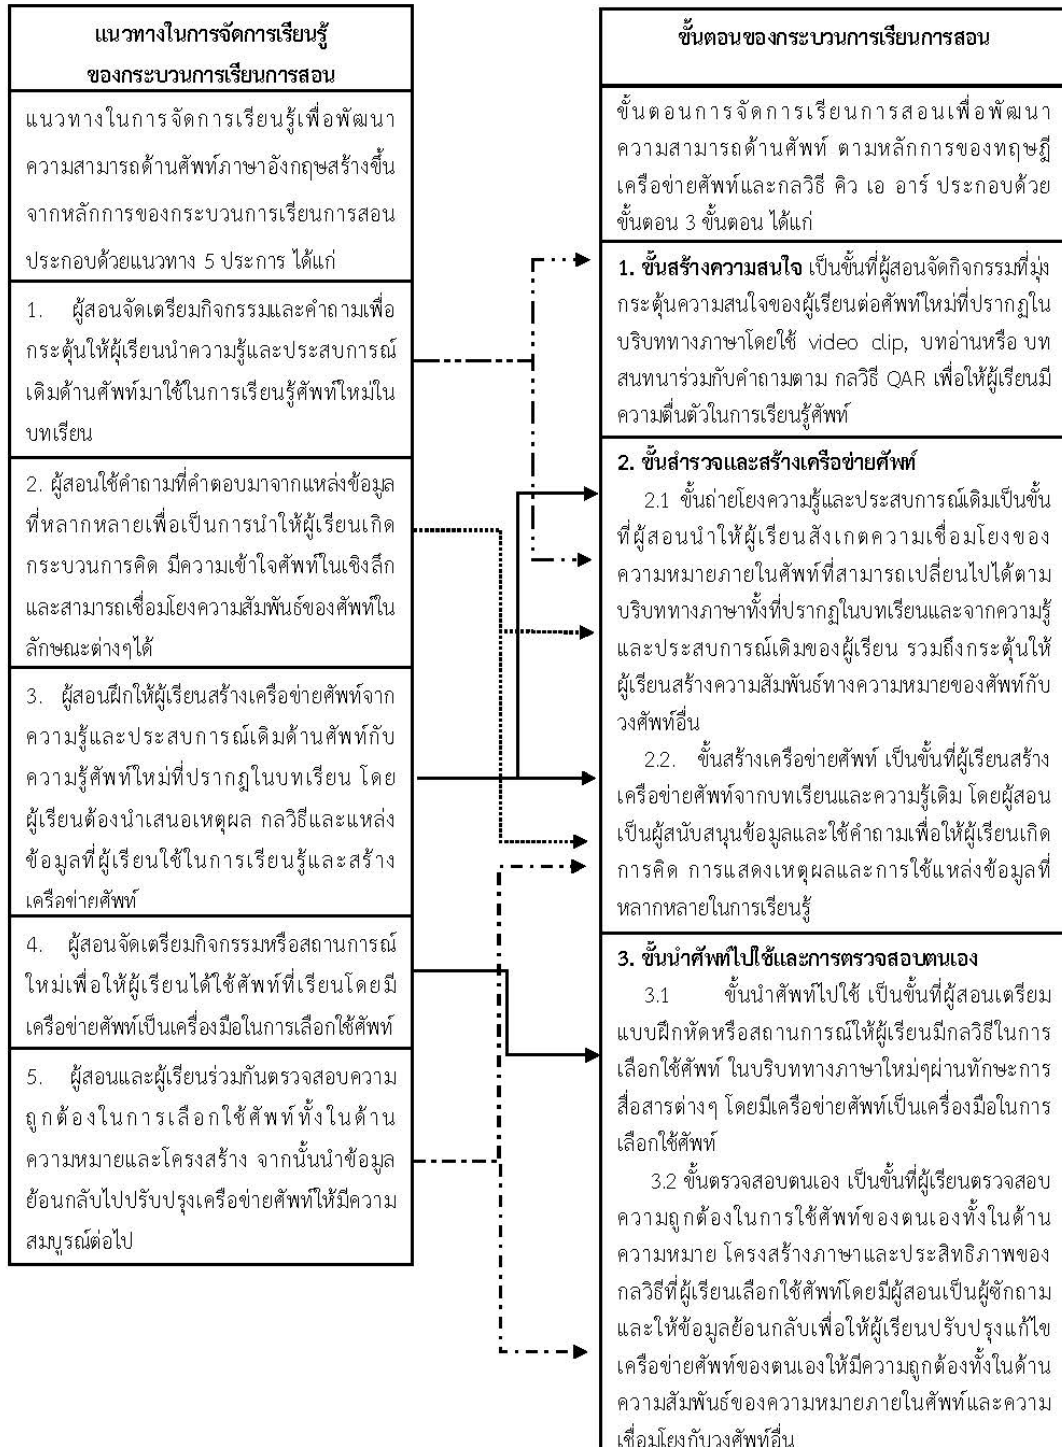 แนวทางในการจัดการเรียนรู้
ของกระบวนการเรียนการสอน
แนวทางในการจัดการเรียนรู้เพื่อพัฒนา
ความสามารถด้านศัพท์ภาษาอังกฤษสร้างขึ้น
จากหลักการของกระบวนการเรียนการสอน
ประกอบด้วยแนวทาง 5 ประการ ได้แก่
1. ผู้สอนจัดเตรียมกิจกรรมและคำถามเพื่อ
กระตุ้นให้ผุ้เรียนนำความรู้และประสบการณ์
เดิมด้านศัพท์มาใช้ในการเรียนรู้ศัพท์ใหม่ใน
บทเรียน
2. ผู้สอนใช้คำถามที่คำตอบมาจากแหล่งข้อมูล
ที่หลากหลายเพื่อเป็นการนำให้ผู้เรียนเกิด
กระบวนการคิด มีความเข้าใจศัพท์ในเชิงลึก
และสามารถเชื่อมโยงความสัมพันธ์ของศัพท์ใน
ลักษณะต่างๆได้
3. ผู้สอนฝึกให้ผู้เรียนสร้างเครือข่ายศัพท์จาก
ความรู้และประสบการณ์เดิมด้านศัพท์กับ
ความรู้ศัพท์ใหม่ที่ปรากฏในบทเรียน โดย
ผู้เรียนต้องนำเสนอเหตุผล กลวิธีและแหล่ง
ข้อมูลที่ผู้เรียนใช้ในการเรียนรู้และสร้าง
เครือข่ายศัพท์
4. ผู้สอนจัดเตรียมกิจกรรมหรือสถานการณ์
ใหม่เพื่อให้ผู้เรียนได้ใช้ศัพท์ที่เรียนโดยมี
เครือข่ายศัพท์เป็นเครื่องมือในการเลือกใช้ศัพท์
5. ผู้สอนและผู้เรียนร่วมกันตรวจสอบความ
ถูกต้องในการเลือกใช้ศัพท์ทั้งในด้าน
ความหมายและโครงสร้าง จากนั้นนำข้อมูล
ย้อนกลับไปปรับปรุงเครือข่ายศัพท์ให้มีความ
สมบูรณ์ต่อไป
ขั้นตอนของกระบวนการเรียนการสอน
ขั้นตอนการจัดการเรียนการสอนเพื่อพัฒนา
ความสามารถด้านศัพท์ ตามหลักการของทฤษฎี
เครือข่ายศัพท์และกลวิธี คิว เอ อาร์ ประกอบด้วย
ขั้นตอน 3 ขั้นตอน ได้แก่
1. ขั้นสร้างความสนใจ เป็นขั้นที่ผู้สอนจัดกิจกรรมที่มุ่ง
กระตุ้นความสนใจของผู้เรียนต่อศัพท์ใหม่ที่ปรากฏใน
บริบททางภาษาโดยใช้ video clip, บทอ่านหรือ บท
สนทนาร่วมกับคำถามตาม กลวิธี QAR เพื่อให้ผู้เรียนมี
ความตื่นตัวในการเรียนรู้ศัพท์
2. ขั้นสำรวจและสร้างเครือข่ายศัพท์
2.1 ขั้นถ่ายโยงความรู้และประสบการณ์เดิมเป็นขั้น
ที่ผู้สอนนำให้ผู้เรียนสังเกตความเชื่อมโยงของ
ความหมายภายในศัพท์ที่สามารถเปลี่ยนไปได้ตาม
บริบททางภาษาทั้งที่ปรากฏในบทเรียนและจากความรู้
และประสบการณ์เดิมของผู้เรียน รวมถึงกระตุ้นให้
ผู้เรียนสร้างความสัมพันธ์ทางความหมายของศัพท์กับ
วงศัพท์อื่น
2.2. ขั้นสร้างเครือข่ายศัพท์ เป็นขั้นที่ผู้เรียนสร้าง
เครือข่ายศัพท์จากบทเรียนและความรู้เดิม โดยผู้สอน
เป็นผู้สนับสนุนข้อมูลและใช้คำถามเพื่อให้ผู้เรียนเกิด
การคิด การแสดงเหตุผลและการใช้แหล่งข้อมูลที่
หลากหลายในการเรียนรู้
3. ขั้นนำศัพท์ไปใช้และการตรวจสอบตนเอง
3.1 ขั้นนำศัพท์ไปใช้ เป็นขั้นที่ผู้สอนเตรียม
แบบฝึกหัดหรือสถานการณ์ให้ผู้เรียนมีกลวิธีในการ
เลือกใช้ศัพท์ ในบริบททางภาษาใหม่ๆผ่านทักษะการ
สื่อสารต่างๆ โดยมีเครือข่ายศัพท์เป็นเครื่องมือในการ
เลือกใช้ศัพท์
3.2 ขั้นตรวจสอบตนเอง เป็นขั้นที่ผู้เรียนตรวจสอบ
ความถูกต้องในการใช้ศัพท์ของตนเองทั้งในด้าน
ความหมาย โครงสร้างภาษาและประสิทธิภาพของ
กลวิธีที่ผู้เรียนเลือกใช้ศัพท์โดยมีผู้สอนเป็นผู้ซักถาม
และให้ข้อมูลย้อนกลับเพื่อให้ผู้เรียนปรับปรุงแก้ไข
เครือข่ายศัพท์ของตนเองให้มีความถูกต้องทั้งในด้าน
ความสัมพันธ์ของความหมายภายในศัพท์และความ
เชื่อมโยงกับวงศัพท์อื่น